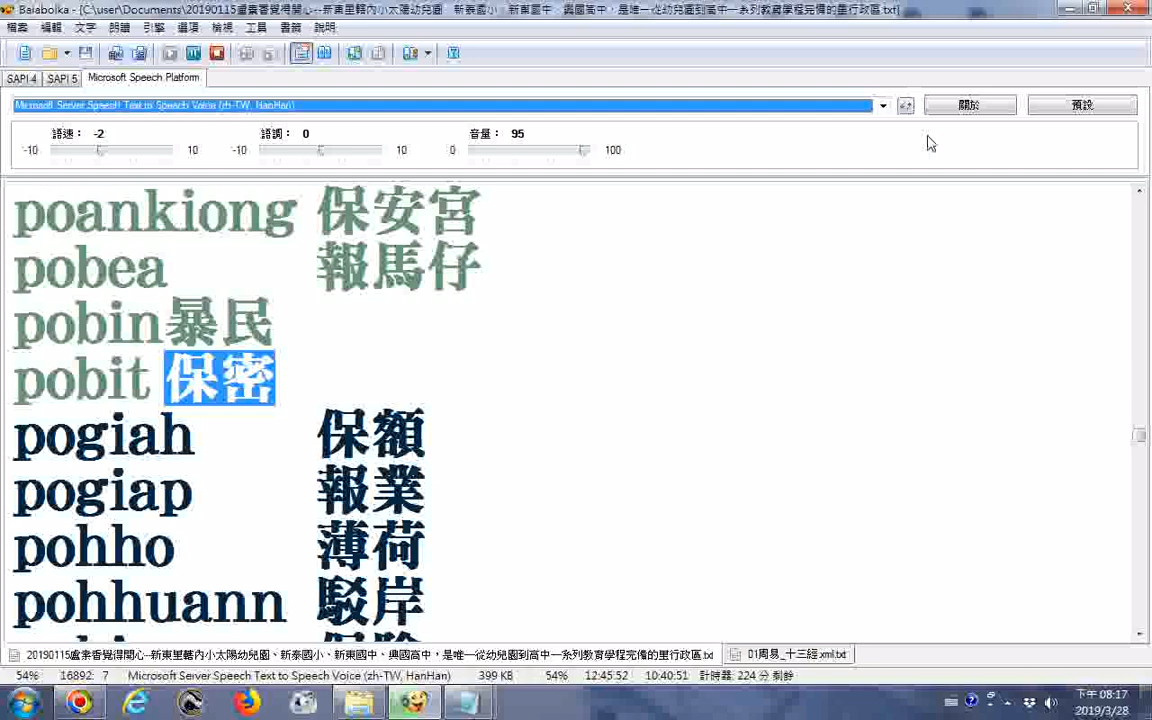 Balabolka - [C:\user\Documents\20190115盧素香覺得開心--新東里轄內小太陽幼兒園、新泰國小、新東國中、興國高中，是唯一從幼兒園到高中一系列教育學程完備的里行政區.txt]
檔案 編輯 文字 朗讀 引擎 選項 檢視 工具 書籤 說明
SAPI 4 SAPI 5 Microsoft Speech Platform
Microsoft Server Speech Text to Speech Voice (zh-TW, HanHan) 關於 預設
語速： -2 語調： 0 音量： 95
-10 10 -10 10 0 100
poankiong 保安宮
pobea 報馬仔
pobin暴民
pobit 保密
pogiah 保額
pogiap 報業
pohho 薄荷
pohhuann 駁岸
20190115盧素香覺得開心--新東里轄內小太陽幼兒園、新泰國小、新東國中、興國高中，是唯一從幼兒園到高中一系列教育學程完備的里行政區.txt 01周易_十三經.xml.txt
54% 16892: 7 Microsoft Server Speech Text to Speech Voice (zh-TW, HanHan) 399 KB 54% 12:45:52 10:40:51 計時器: 224 分 剩餘
下午 08:17
2019/3/28